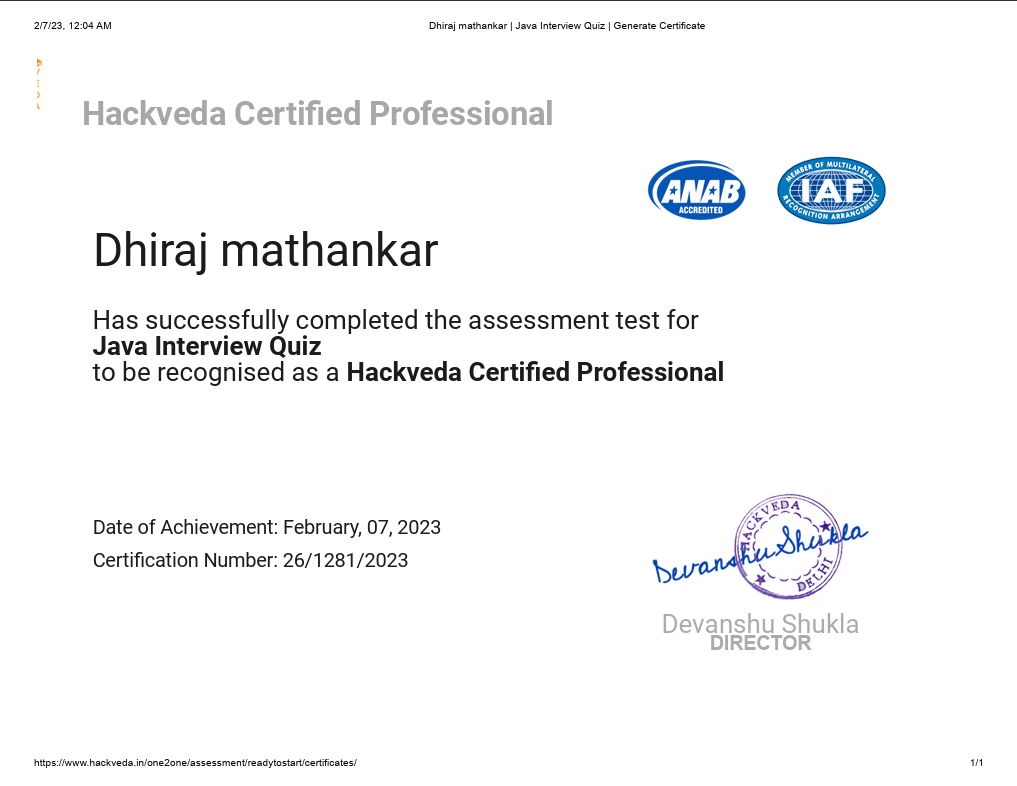 2/7/23, 12:04 AM
Dhiraj mathankar | Java Interview Quiz | Generate Certificate
Hackveda Certified Professional
ANAB
ACCREDITED
MEMBER OF MULTILATERAL
IAF
RECOGNITION ARRANGEMENT
Dhiraj mathankar
Has successfully completed the assessment test for
Java Interview Quiz
to be recognised as a Hackveda Certified Professional
Date of Achievement: February, 07, 2023
Certification Number: 26/1281/2023
HACKVEDA
Devanshu Shukla
DELHI
Devanshu Shukla
DIRECTOR
https://www.hackveda.in/one2one/assessment/readytostart/certificates/
1/1